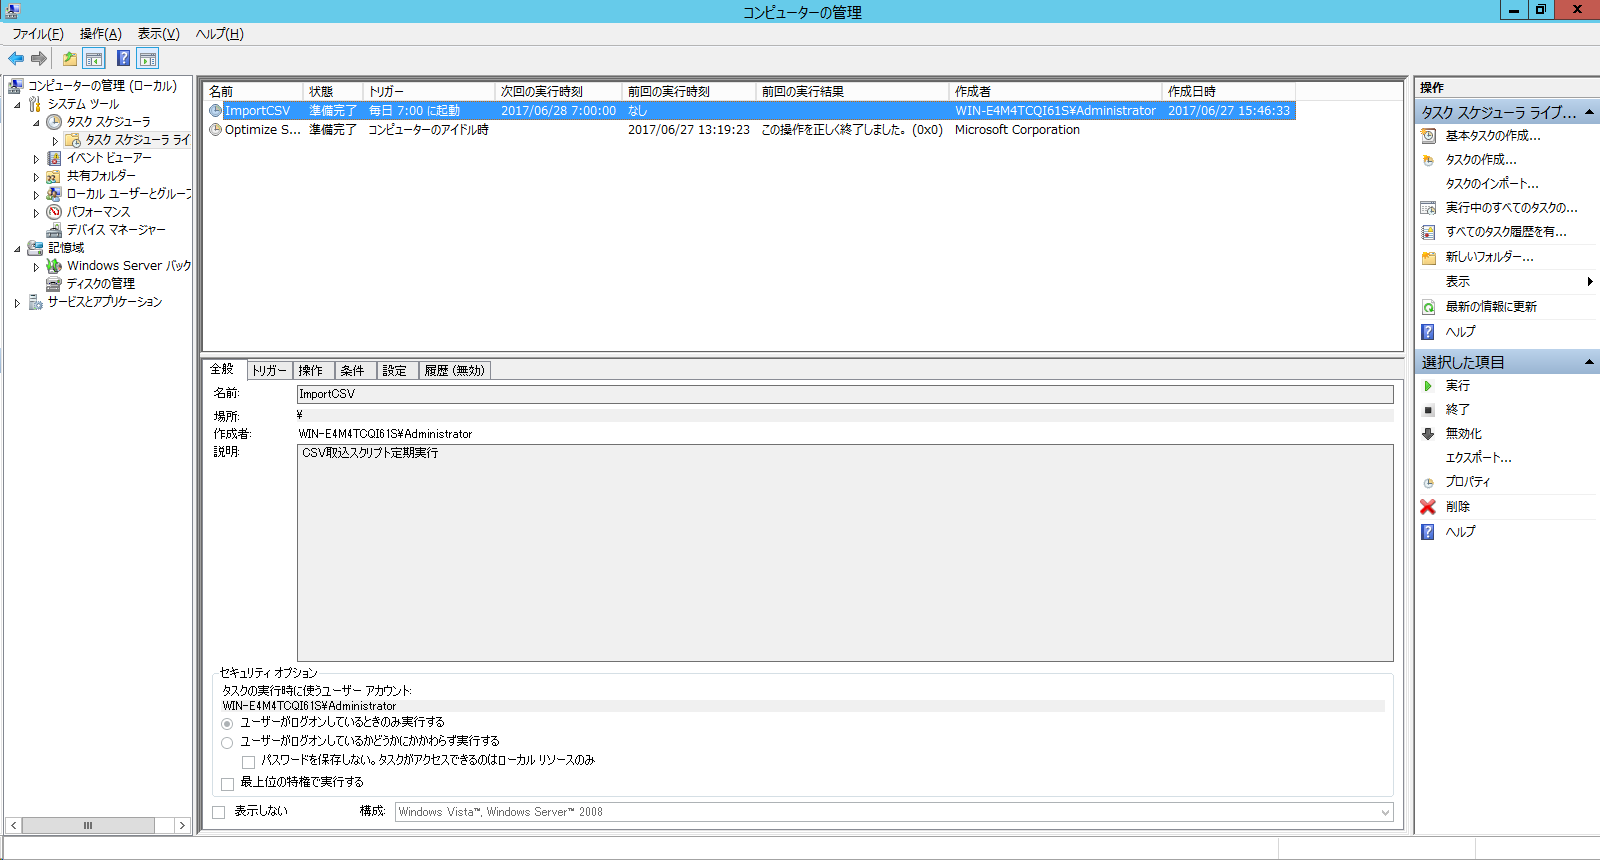 コンピューターの管理
ファイル(F) 操作(A) 表示(V) ヘルプ(H)
コンピューターの管理 (ローカル)
システム ツール
タスク スケジューラ
タスク スケジューラ ライ
イベント ビューアー
共有フォルダー
ローカル ユーザーとグループ
パフォーマンス
デバイス マネージャー
記憶域
Windows Server バック
ディスクの管理
サービスとアプリケーション
名前 状態 トリガー 次回の実行時刻 前回の実行時刻 前回の実行結果 作成者 作成日時
ImportCSV 準備完了 毎日 7:00 に起動 2017/06/28 7:00:00 なし WIN-E4M4TCQI61S¥Administrator 2017/06/27 15:46:33
Optimize S... 準備完了 コンピューターのアイドル時 2017/06/27 13:19:23 この操作を正しく終了しました。 (0x0) Microsoft Corporation
全般 トリガー 操作 条件 設定 履歴 (無効)
名前: ImportCSV
場所: ¥
作成者: WIN-E4M4TCQI61S¥Administrator
説明: CSV取込スクリプト定期実行
セキュリティ オプション
タスクの実行時に使うユーザー アカウント:
WIN-E4M4TCQI61S¥Administrator
ユーザーがログオンしているときのみ実行する
ユーザーがログオンしているかどうかにかかわらず実行する
パスワードを保存しない。タスクがアクセスできるのはローカル リソースのみ
最上位の特権で実行する
表示しない 構成: Windows Vista™, Windows Server™ 2008
操作
タスク スケジューラ ライブ...
基本タスクの作成...
タスクの作成...
タスクのインポート...
実行中のすべてのタスクの...
すべてのタスク履歴を有...
新しいフォルダー...
表示
最新の情報に更新
ヘルプ
選択した項目
実行
終了
無効化
エクスポート...
プロパティ
削除
ヘルプ